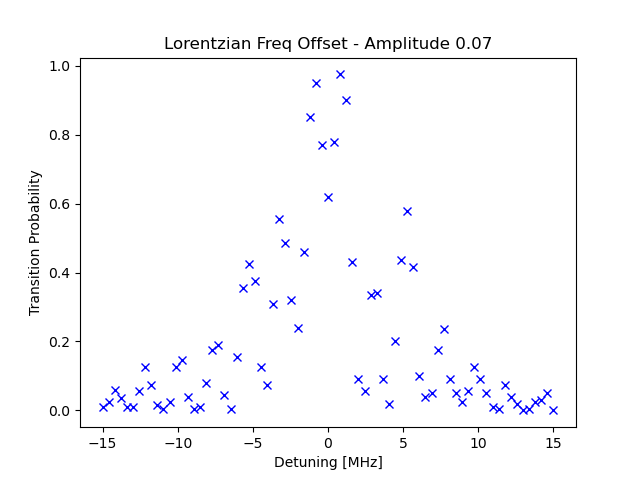 Lorentzian Freq Offset - Amplitude 0.07
1.0
0.8
0.6
0.4
0.2
0.0
Transition Probability
−15 −10 −5 0 5 10 15
Detuning [MHz]